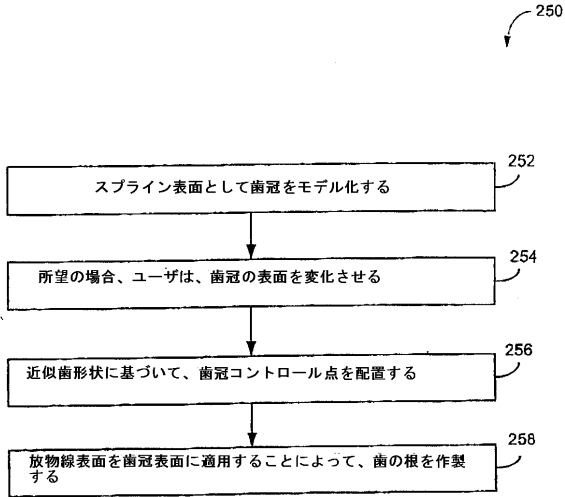 250
252
スプライン表面として歯冠をモデル化する
254
所望の場合、ユーザは、歯冠の表面を変化させる
256
近似歯形状に基づいて、歯冠コントロール点を配置する
258
放物線表面を歯冠表面に適用することによって、歯の根を作製
する